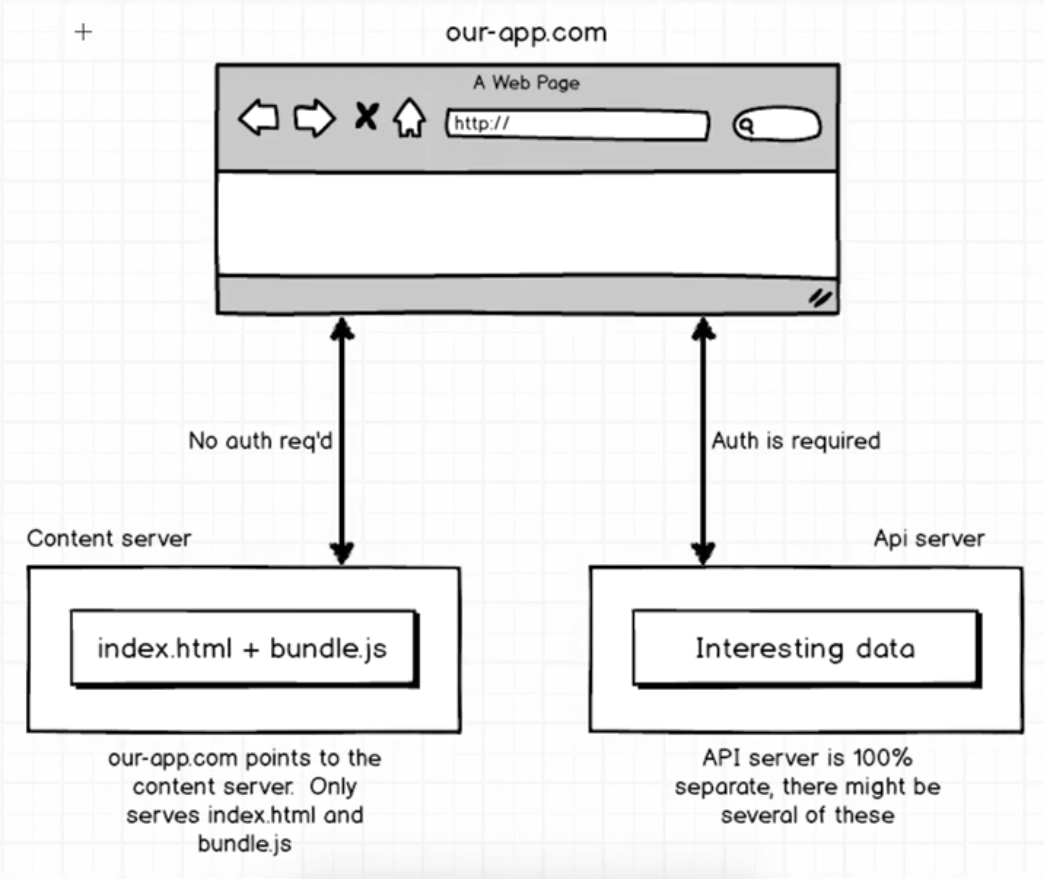 our-app.com
A Web Page
http://
No auth req'd
Auth is required
Content server
Api server
index.html + bundle.js
Interesting data
our-app.com points to the
content server. Only
serves index.html and
bundle.js
API server is 100%
separate, there might be
several of these